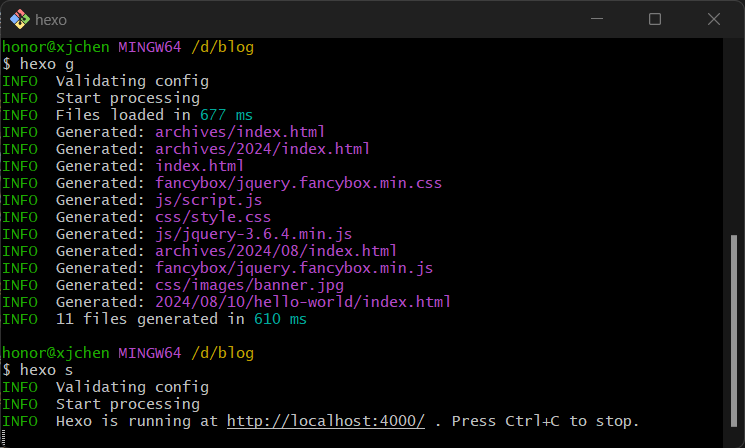 hexo
honor@xjchen MINGW64 /d/blog
$ hexo g
INFO  Validating config
INFO  Start processing
INFO  Files loaded in 677 ms
INFO  Generated: archives/index.html
INFO  Generated: archives/2024/index.html
INFO  Generated: index.html
INFO  Generated: fancybox/jquery.fancybox.min.css
INFO  Generated: js/script.js
INFO  Generated: css/style.css
INFO  Generated: js/jquery-3.6.4.min.js
INFO  Generated: archives/2024/08/index.html
INFO  Generated: fancybox/jquery.fancybox.min.js
INFO  Generated: css/images/banner.jpg
INFO  Generated: 2024/08/10/hello-world/index.html
INFO  11 files generated in 610 ms
honor@xjchen MINGW64 /d/blog
$ hexo s
INFO  Validating config
INFO  Start processing
INFO  Hexo is running at http://localhost:4000/ . Press Ctrl+C to stop.